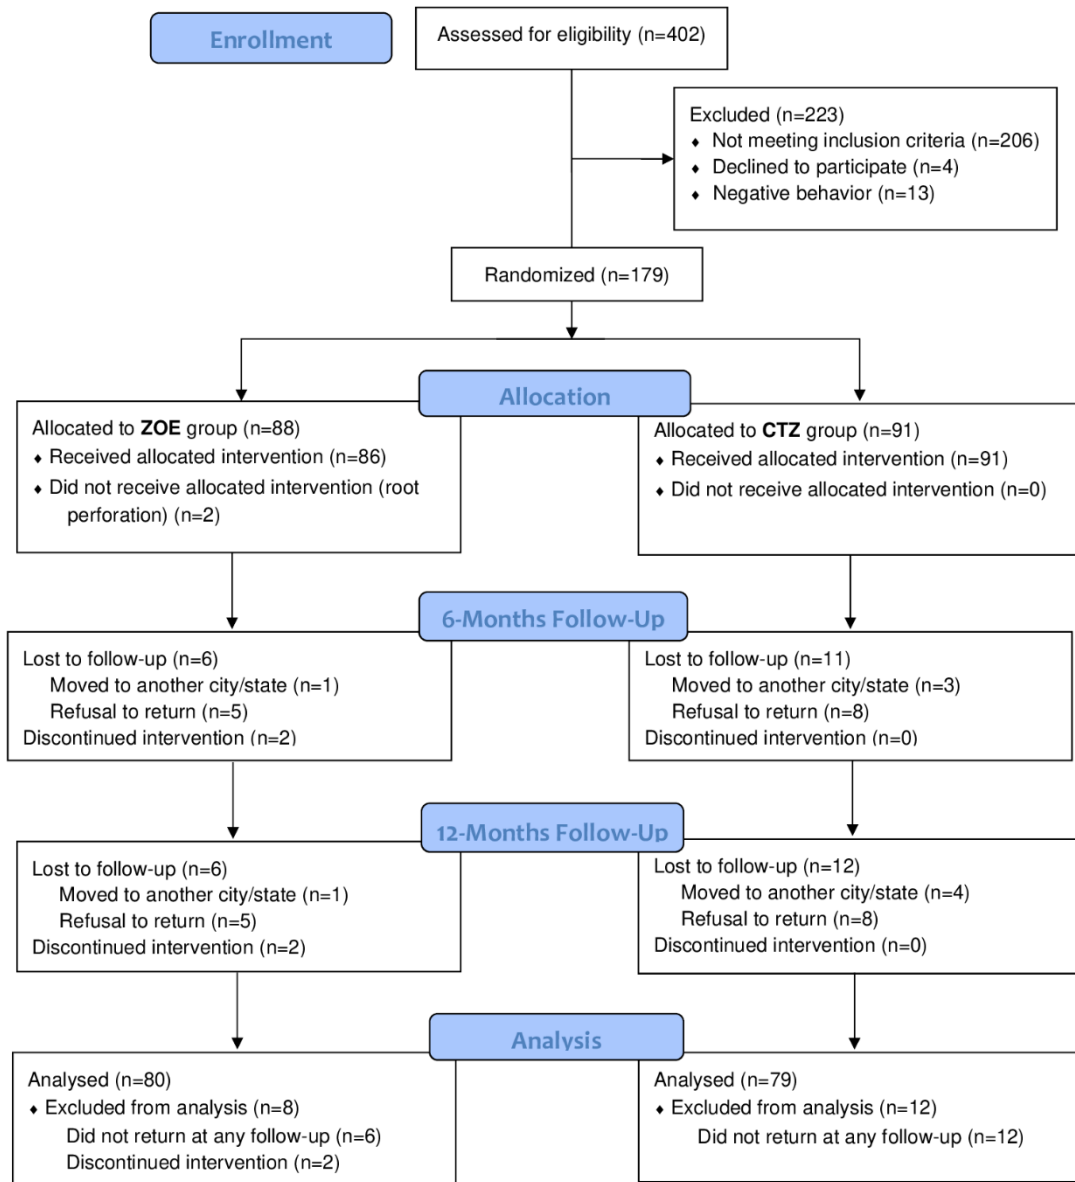 Enrollment
Assessed for eligibility (n=402)
Excluded (n=223)
♦ Not meeting inclusion criteria (n=206)
♦ Declined to participate (n=4)
♦ Negative behavior (n=13)
Randomized (n=179)
Allocation
Allocated to ZOE group (n=88)
♦ Received allocated intervention (n=86)
♦ Did not receive allocated intervention (root
perforation) (n=2)
Allocated to CTZ group (n=91)
♦ Received allocated intervention (n=91)
♦ Did not receive allocated intervention (n=0)
6-Months Follow-Up
Lost to follow-up (n=6)
Moved to another city/state (n=1)
Refusal to return (n=5)
Discontinued intervention (n=2)
Lost to follow-up (n=11)
Moved to another city/state (n=3)
Refusal to return (n=8)
Discontinued intervention (n=0)
12-Months Follow-Up
Lost to follow-up (n=6)
Moved to another city/state (n=1)
Refusal to return (n=5)
Discontinued intervention (n=2)
Lost to follow-up (n=12)
Moved to another city/state (n=4)
Refusal to return (n=8)
Discontinued intervention (n=0)
Analysis
Analysed (n=80)
♦ Excluded from analysis (n=8)
Did not return at any follow-up (n=6)
Discontinued intervention (n=2)
Analysed (n=79)
♦ Excluded from analysis (n=12)
Did not return at any follow-up (n=12)